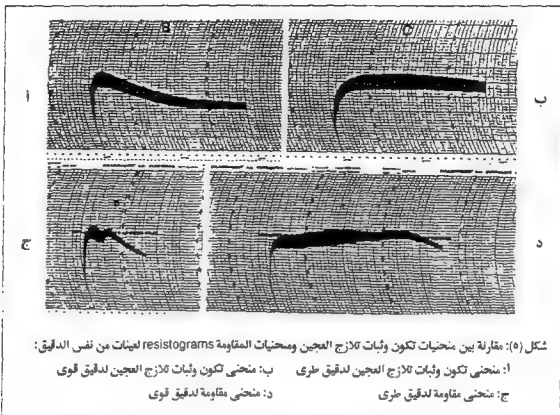 B C
أ ب
ج د
شكل (٥): مقارنة بين منحنيات تكون وثبات تلازج العجين ومنحنيات المقاومة resistograms لعينات من نفس الدقيق:
أ: منحنى تكون وثبات تلازج العجين لدقيق طرى ب: منحنى تكون وثبات تلازج العجين لدقيق قوى
ج: منحنى مقاومة لدقيق طرى د: منحنى مقاومة لدقيق قوى